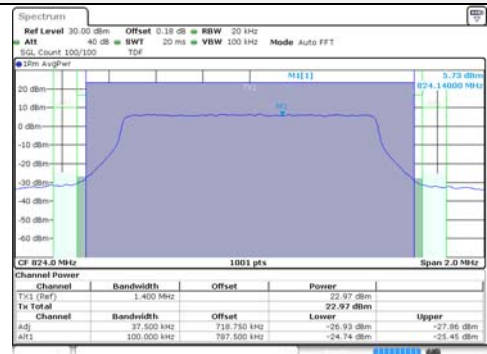 Spectrum
Ref Level 30.00 dBm Offset 0.18 dB RBW 20 kHz
Att 40 dB SWT 20 ms VBW 100 kHz Mode Auto FFT
SGL Count 100/100 TDF
1Rm AvgPwr
M1[1] 5.73 dBm
824.14000 MHz
TX1
20 dBm
10 dBm
M1
0 dBm
-10 dBm
-20 dBm
-30 dBm
-40 dBm
-50 dBm
-60 dBm
CF 824.0 MHz 1001 pts Span 2.0 MHz
Channel Power
Channel Bandwidth Offset Power
TX1 (Ref) 1.400 MHz 22.97 dBm
Tx Total 22.97 dBm
Channel Bandwidth Offset Lower Upper
Adj 37.500 kHz 718.750 kHz -26.93 dBm -27.86 dBm
Alt1 100.000 kHz 787.500 kHz -24.74 dBm -25.45 dBm